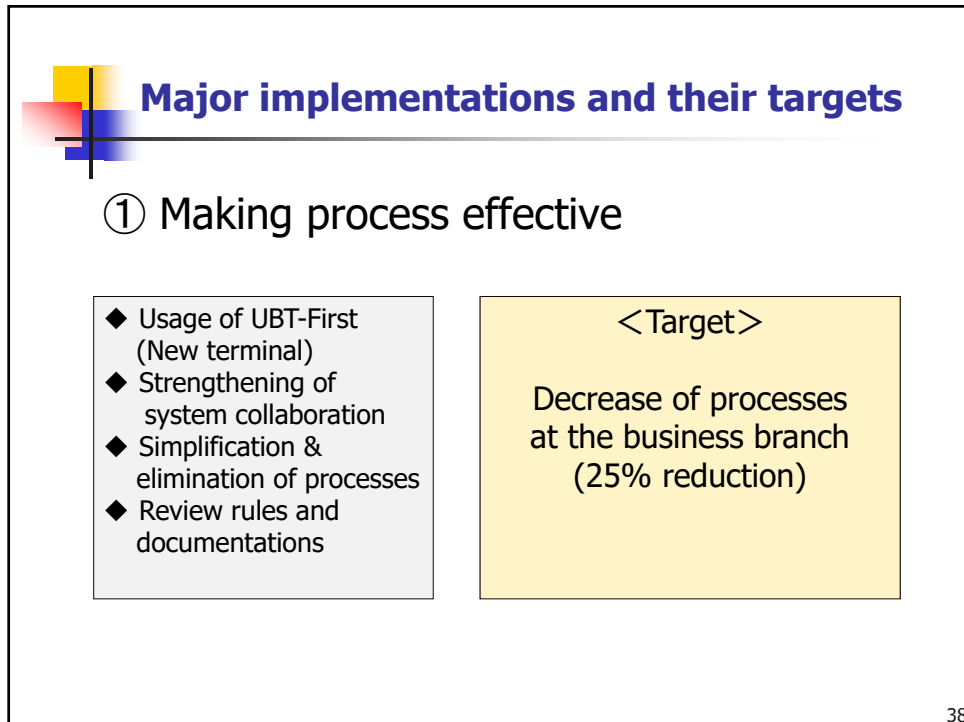 Major implementations and their targets
① Making process effective
◆ Usage of UBT-First
(New terminal)
◆ Strengthening of
system collaboration
◆ Simplification &
elimination of processes
◆ Review rules and
documentations
＜Target＞
Decrease of processes
at the business branch
(25% reduction)
38